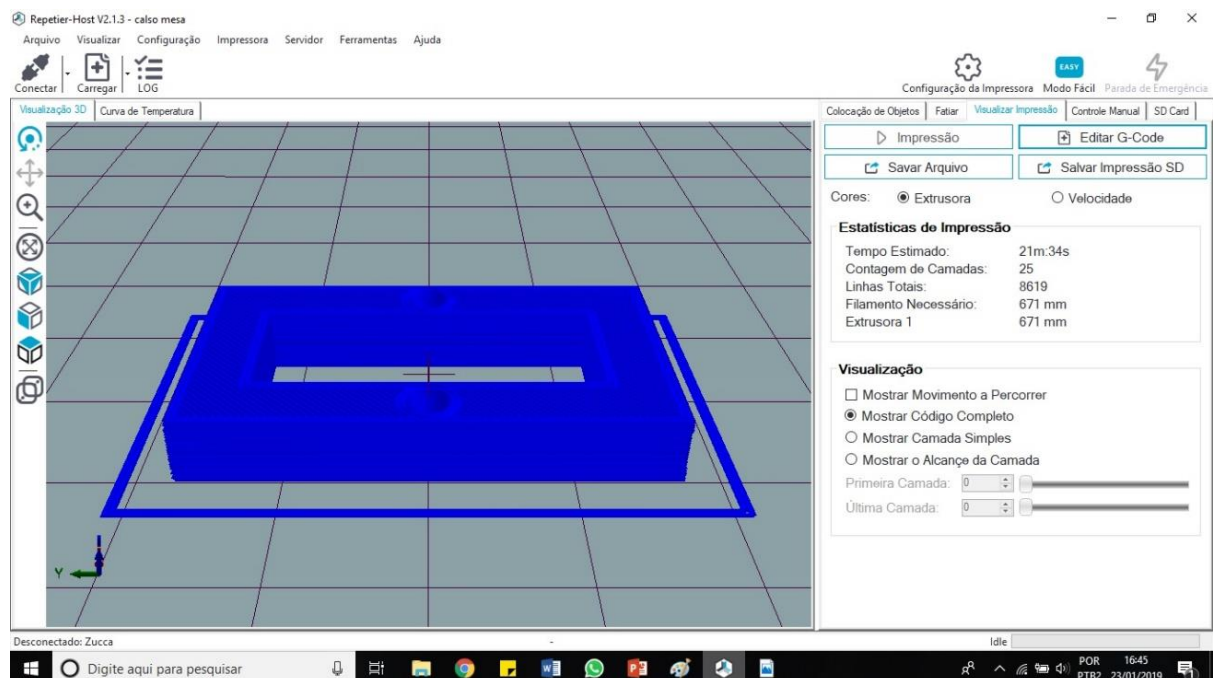 Repetier-Host V2.1.3 - calso mesa
Arquivo Visualizar Configuração Impressora Servidor Ferramentas Ajuda
Conectar Carregar LOG
Configuração da Impressora EASY Modo Fácil Parada de Emergência
Visualização 3D Curva de Temperatura
Colocação de Objetos Fatiar Visualizar Impressão Controle Manual SD Card
Impressão Editar G-Code
Savar Arquivo Salvar Impressão SD
Cores: Extrusora Velocidade
Estatísticas de Impressão
Tempo Estimado: 21m:34s
Contagem de Camadas: 25
Linhas Totais: 8619
Filamento Necessário: 671 mm
Extrusora 1 671 mm
Visualização
Mostrar Movimento a Percorrer
Mostrar Código Completo
Mostrar Camada Simples
Mostrar o Alcançe da Camada
Primeira Camada: 0
Última Camada: 0
Y
Desconectado: Zucca - Idle
Digite aqui para pesquisar
POR 16:45
PTB2 23/01/2019